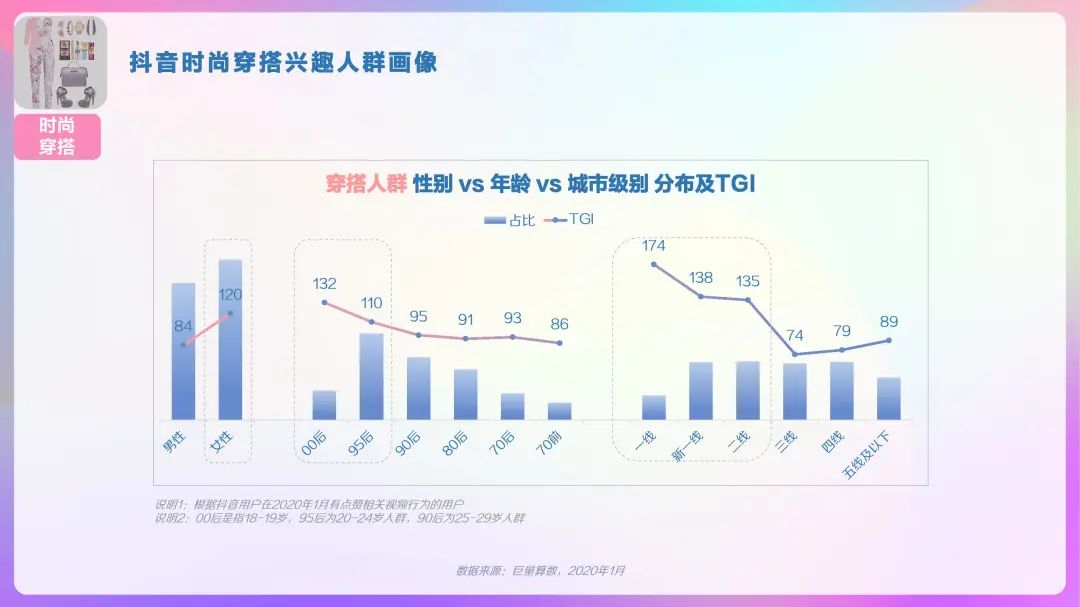 抖音时尚穿搭兴趣人群画像
时尚
穿搭
穿搭人群 性别 vs 年龄 vs 城市级别 分布及TGI
占比 TGI
84 120 132 110 95 91 93 86 174 138 135 74 79 89
男性 女性 00后 95后 90后 80后 70后 70前 一线 新一线 二线 三线 四线 五线及以下
说明1：根据抖音用户在2020年1月有点赞相关视频行为的用户
说明2：00后是指18-19岁，95后为20-24岁人群，90后为25-29岁人群
数据来源：巨量算数，2020年1月